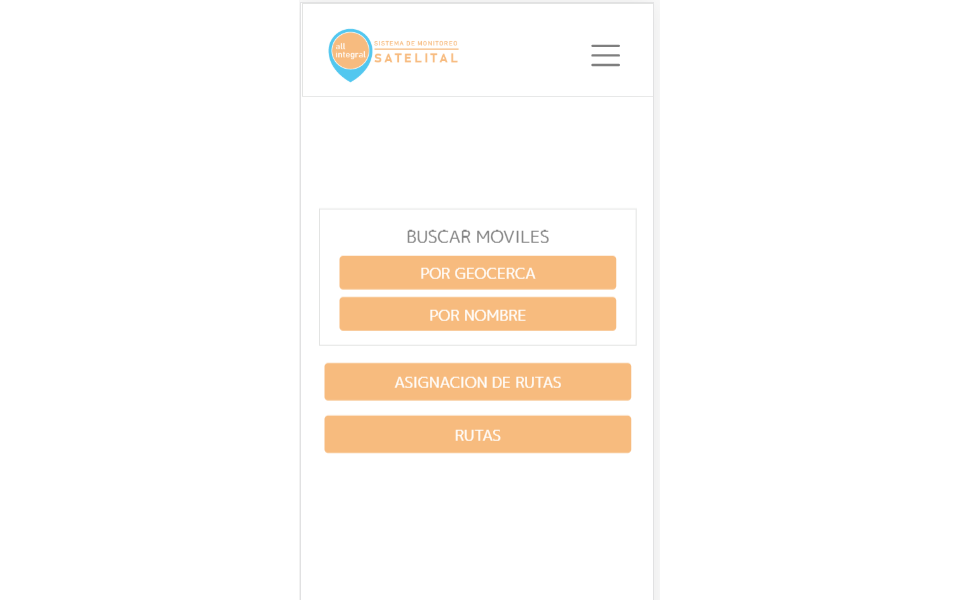 all
integral
SISTEMA DE MONITOREO
SATELITAL
BUSCAR MOVILES
POR GEOCERCA
POR NOMBRE
ASIGNACION DE RUTAS
RUTAS